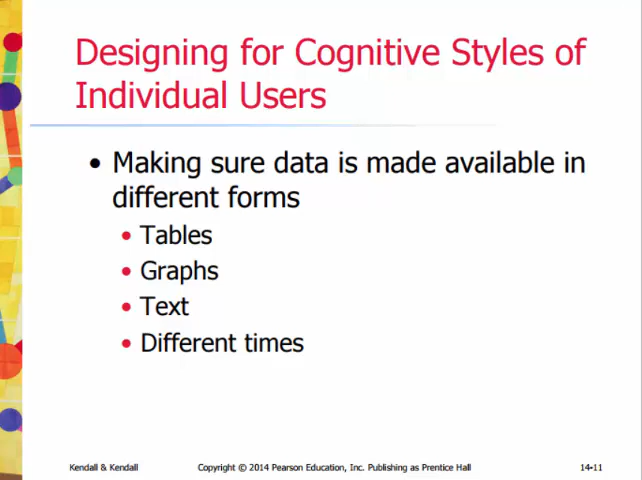 Designing for Cognitive Styles of
Individual Users
• Making sure data is made available in
different forms
• Tables
• Graphs
• Text
• Different times
Kendall & Kendall
Copyright © 2014 Pearson Education, Inc. Publishing as Prentice Hall
14-11